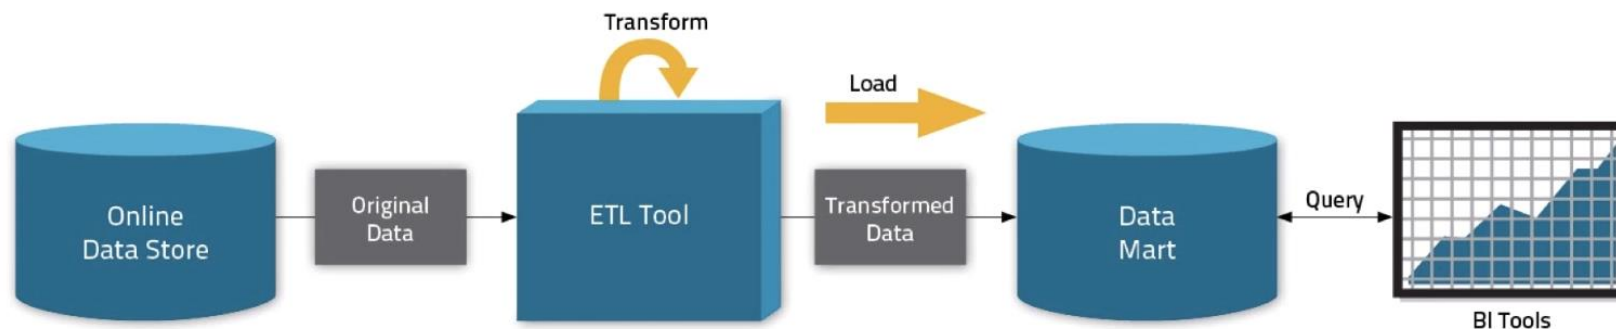 Transform
Load
Online
Data Store
Original
Data
ETL Tool
Transformed
Data
Data
Mart
Query
BI Tools